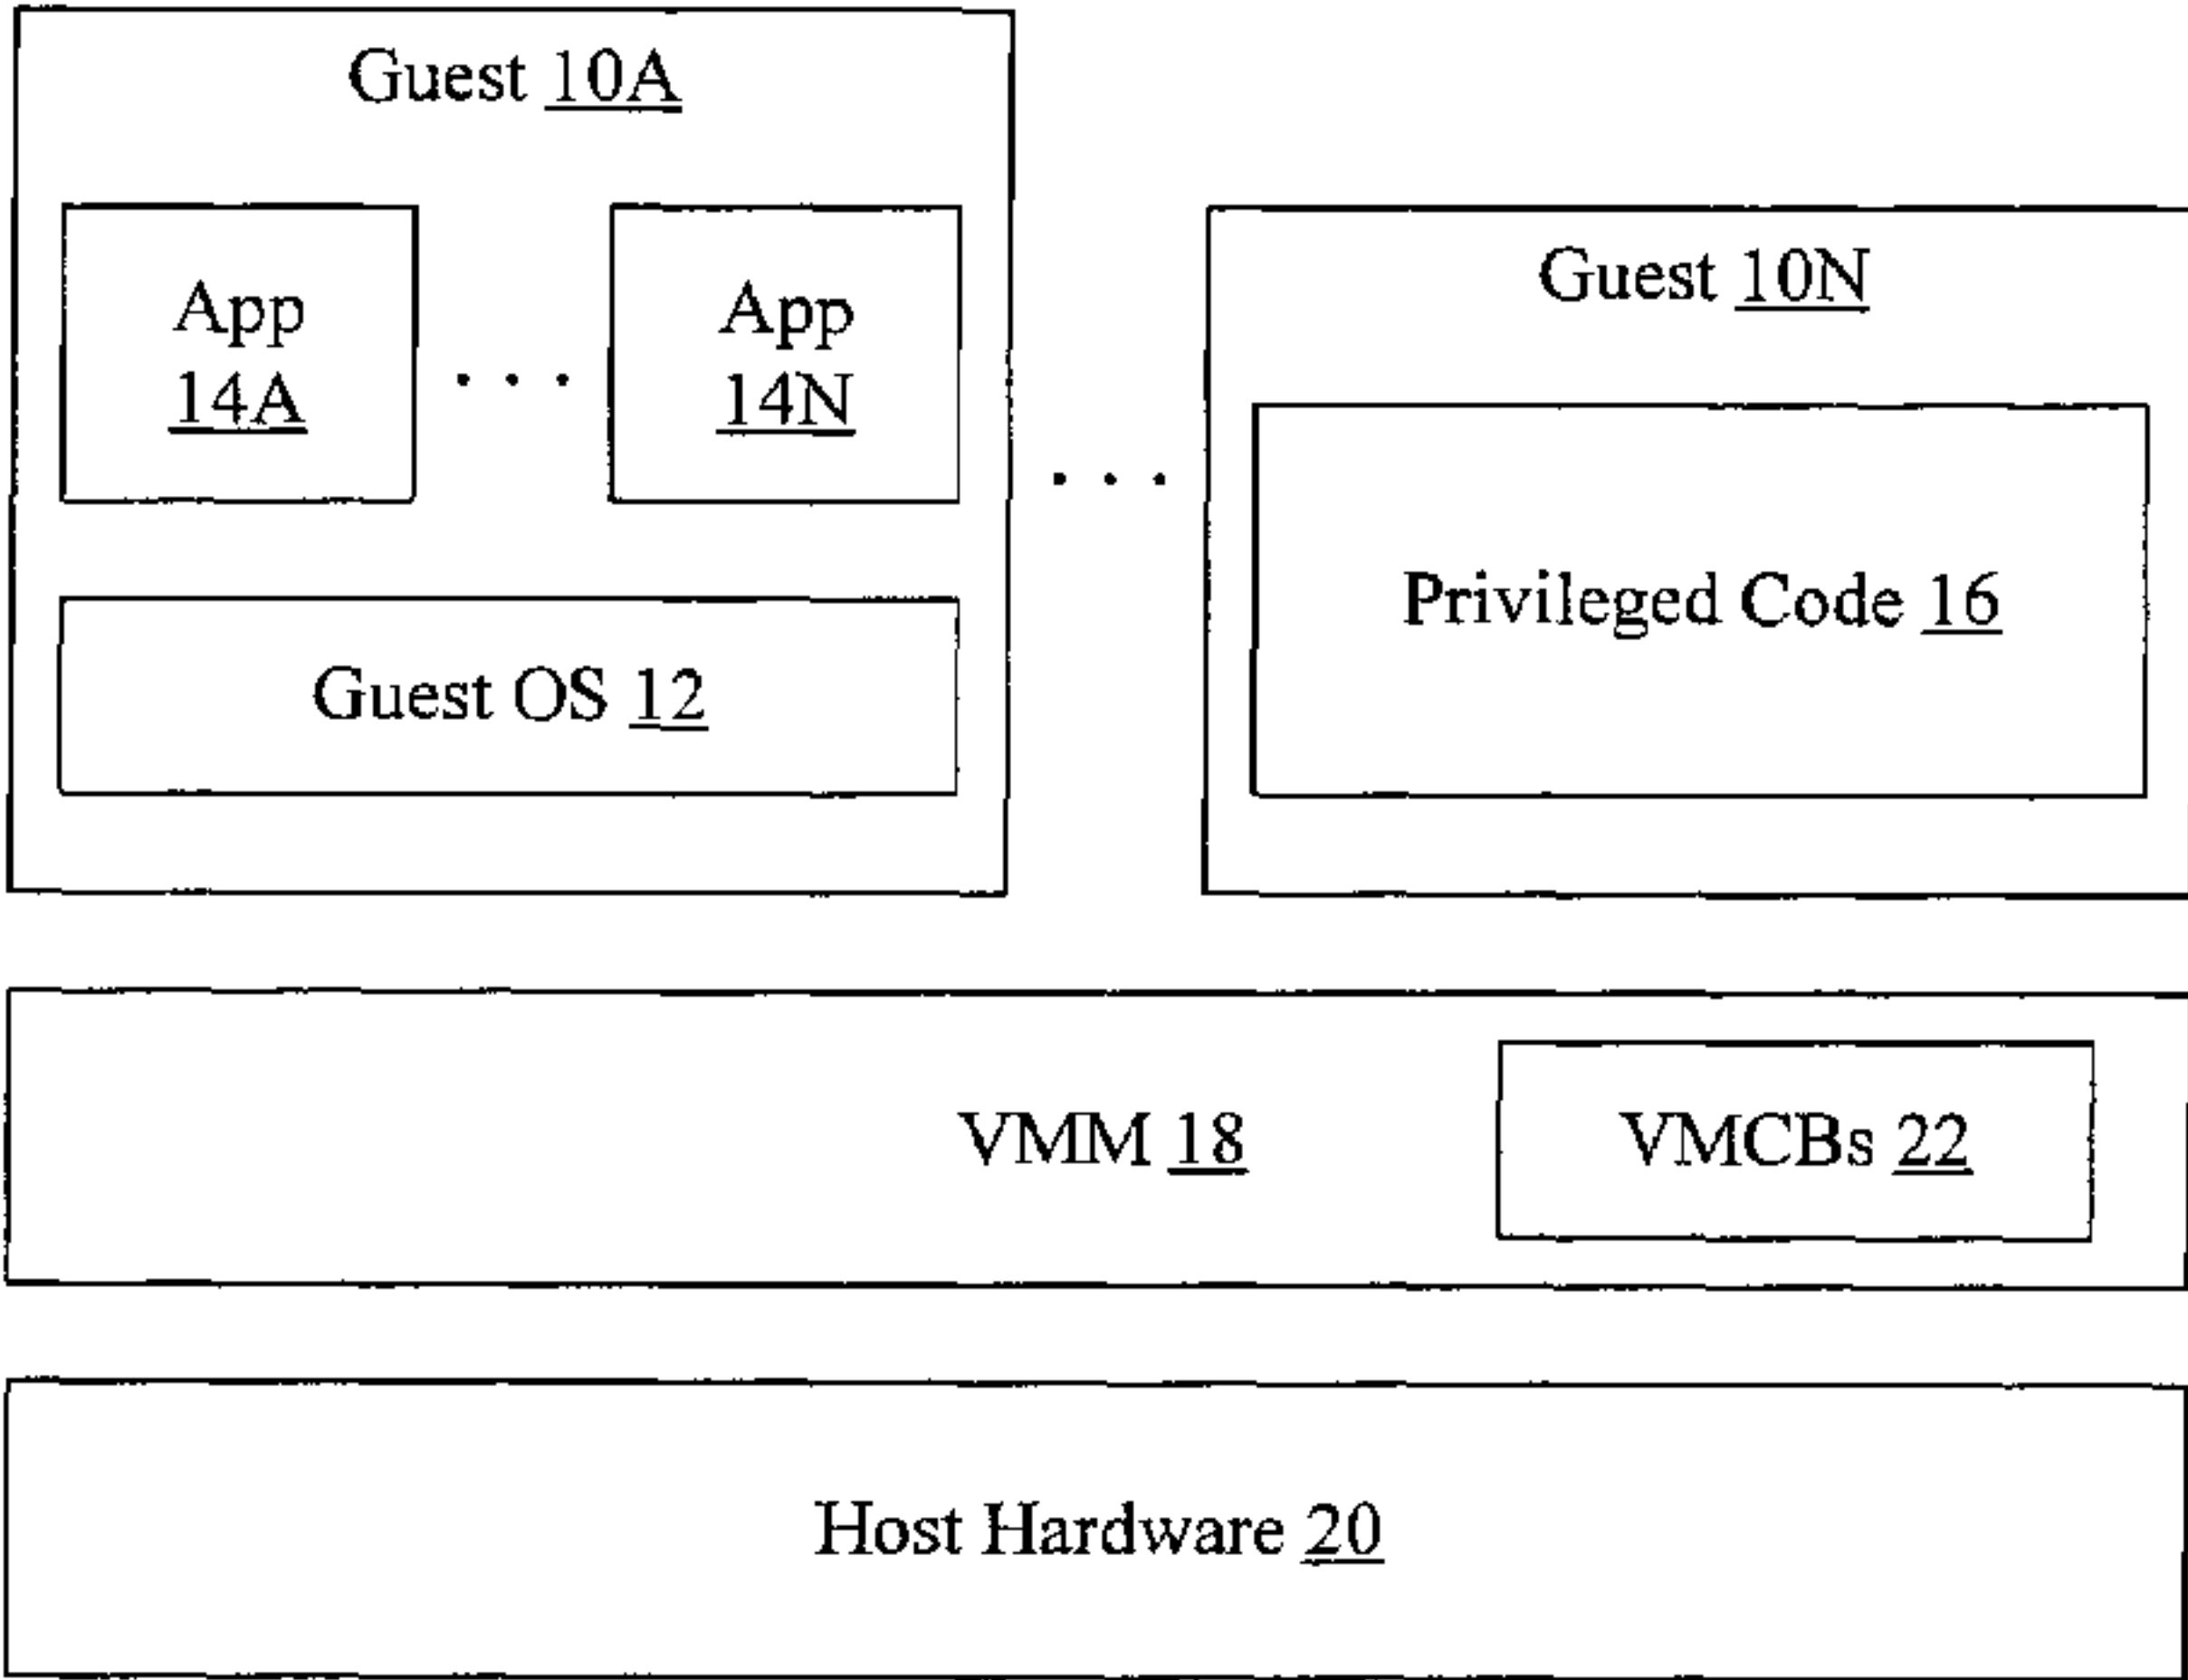 Guest 10A
App
14A
. . .
App
14N
Guest OS 12
. . .
Guest 10N
Privileged Code 16
VMM 18
VMCBs 22
Host Hardware 20